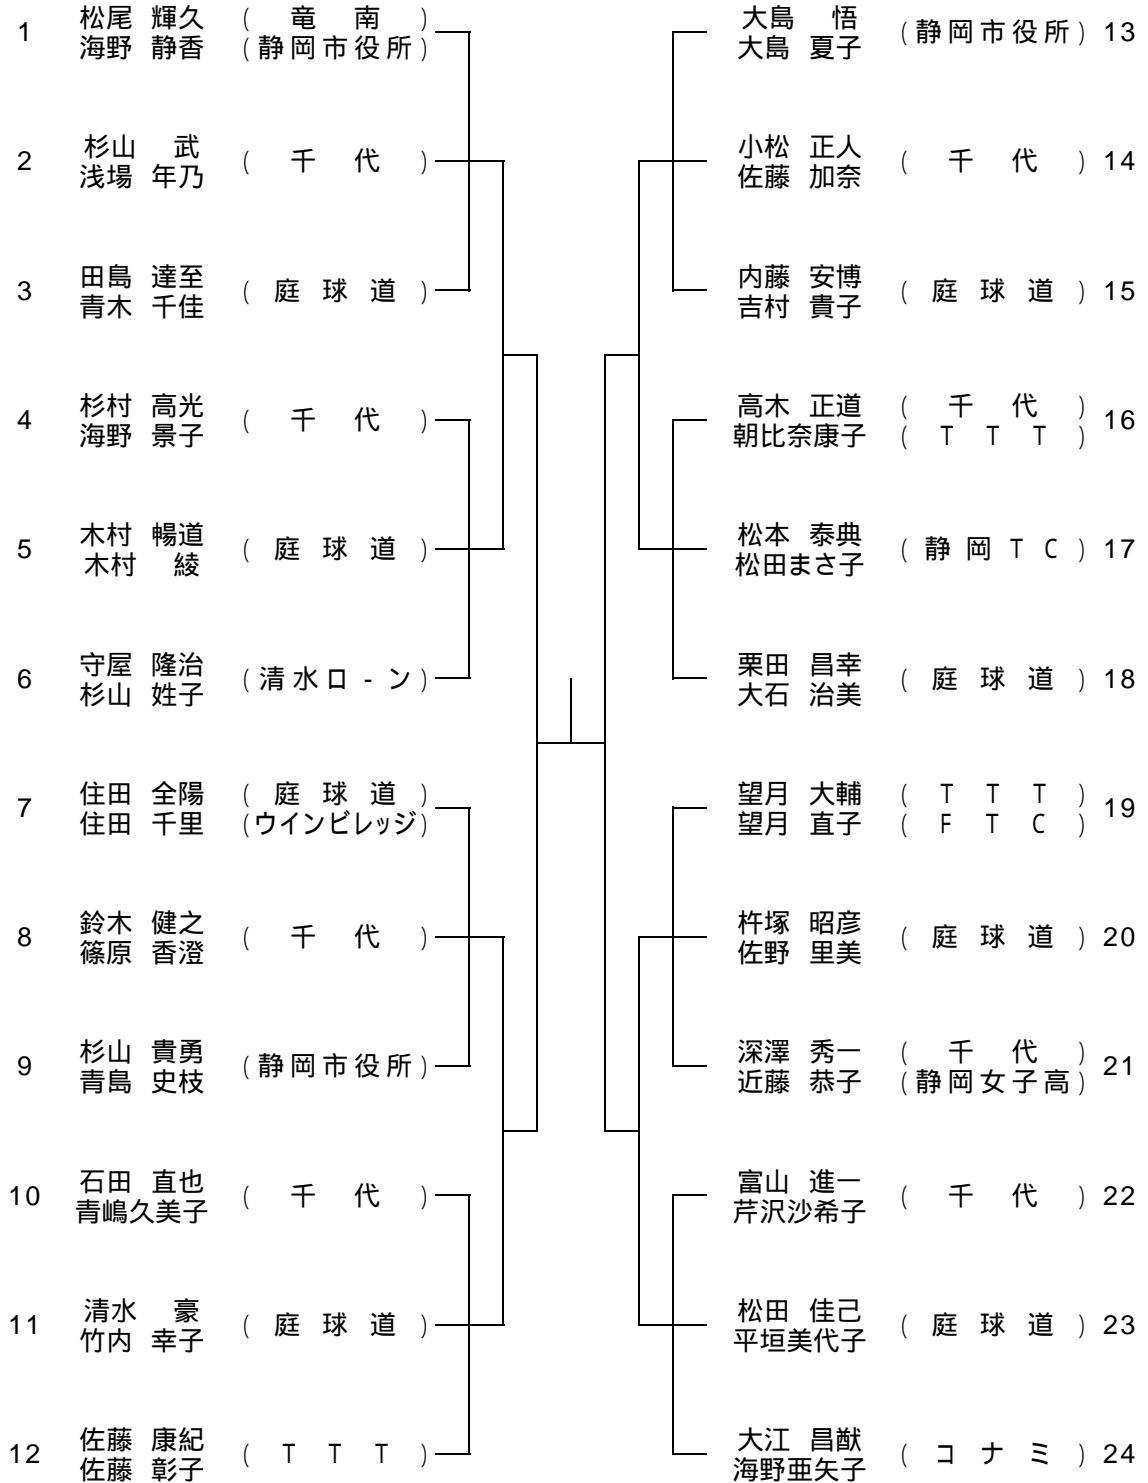 1 松尾 輝久 ( 竜 南 )
海野 静香 (静岡市役所)
2 杉山 武 ( 千 代 )
浅場 年乃
3 田島 達至 ( 庭 球 道 )
青木 千佳
4 杉村 高光 ( 千 代 )
海野 景子
5 木村 暢道 ( 庭 球 道 )
木村 綾
6 守屋 隆治 (清水ロ-ン)
杉山 姓子
7 住田 全陽 ( 庭 球 道 )
住田 千里 (ウインビレッジ)
8 鈴木 健之 ( 千 代 )
篠原 香澄
9 杉山 貴勇 (静岡市役所)
青島 史枝
10 石田 直也 ( 千 代 )
青嶋久美子
11 清水 豪 ( 庭 球 道 )
竹内 幸子
12 佐藤 康紀 ( T T T )
佐藤 彰子
大島 悟 (静岡市役所) 13
大島 夏子
小松 正人 ( 千 代 ) 14
佐藤 加奈
内藤 安博 ( 庭 球 道 ) 15
吉村 貴子
高木 正道 ( 千 代 ) 16
朝比奈康子 ( T T T )
松本 泰典 (静岡TC) 17
松田まさ子
栗田 昌幸 ( 庭 球 道 ) 18
大石 治美
望月 大輔 ( T T T ) 19
望月 直子 ( F T C )
杵塚 昭彦 ( 庭 球 道 ) 20
佐野 里美
深澤 秀一 ( 千 代 ) 21
近藤 恭子 (静岡女子高)
富山 進一 ( 千 代 ) 22
芹沢沙希子
松田 佳己 ( 庭 球 道 ) 23
平垣美代子
大江 昌猷 ( コ ナ ミ ) 24
海野亜矢子